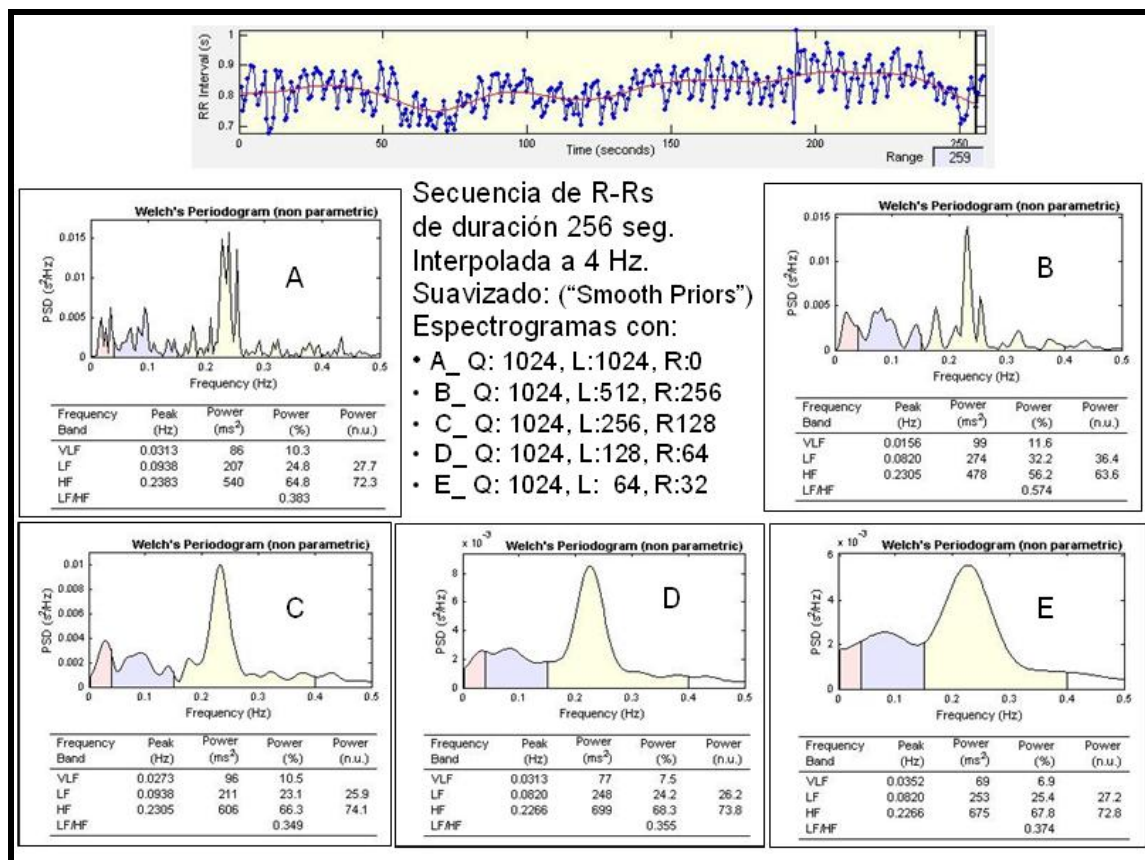 RR Interval (s)
1
0.9
0.8
0.7
0 50 100 150 200 250
Time (seconds)
Range 259
Welch's Periodogram (non parametric)
PSD (s²/Hz)
0.015
0.01
0.005
0
A
0 0.1 0.2 0.3 0.4 0.5
Frequency (Hz)
Frequency Band Peak (Hz) Power (ms²) Power (%) Power (n.u.)
VLF 0.0313 86 10.3
LF 0.0938 207 24.8 27.7
HF 0.2383 540 64.8 72.3
LF/HF 0.383
Secuencia de R-Rs
de duración 256 seg.
Interpolada a 4 Hz.
Suavizado: ("Smooth Priors")
Espectrogramas con:
• A_ Q: 1024, L:1024, R:0
• B_ Q: 1024, L:512, R:256
• C_ Q: 1024, L:256, R128
• D_ Q: 1024, L:128, R:64
• E_ Q: 1024, L: 64, R:32
Welch's Periodogram (non parametric)
PSD (s²/Hz)
0.015
0.01
0.005
0
B
0 0.1 0.2 0.3 0.4 0.5
Frequency (Hz)
Frequency Band Peak (Hz) Power (ms²) Power (%) Power (n.u.)
VLF 0.0156 99 11.6
LF 0.0820 274 32.2 36.4
HF 0.2305 478 56.2 63.6
LF/HF 0.574
Welch's Periodogram (non parametric)
PSD (s²/Hz)
0.01
0.008
0.006
0.004
0.002
0
C
0 0.1 0.2 0.3 0.4 0.5
Frequency (Hz)
Frequency Band Peak (Hz) Power (ms²) Power (%) Power (n.u.)
VLF 0.0273 96 10.5
LF 0.0938 211 23.1 25.9
HF 0.2305 606 66.3 74.1
LF/HF 0.349
x 10⁻³ Welch's Periodogram (non parametric)
PSD (s²/Hz)
8
6
4
2
0
D
0 0.1 0.2 0.3 0.4 0.5
Frequency (Hz)
Frequency Band Peak (Hz) Power (ms²) Power (%) Power (n.u.)
VLF 0.0313 77 7.5
LF 0.0820 248 24.2 26.2
HF 0.2266 699 68.3 73.8
LF/HF 0.355
x 10⁻³ Welch's Periodogram (non parametric)
PSD (s²/Hz)
6
4
2
0
E
0 0.1 0.2 0.3 0.4 0.5
Frequency (Hz)
Frequency Band Peak (Hz) Power (ms²) Power (%) Power (n.u.)
VLF 0.0352 69 6.9
LF 0.0820 253 25.4 27.2
HF 0.2266 675 67.8 72.8
LF/HF 0.374